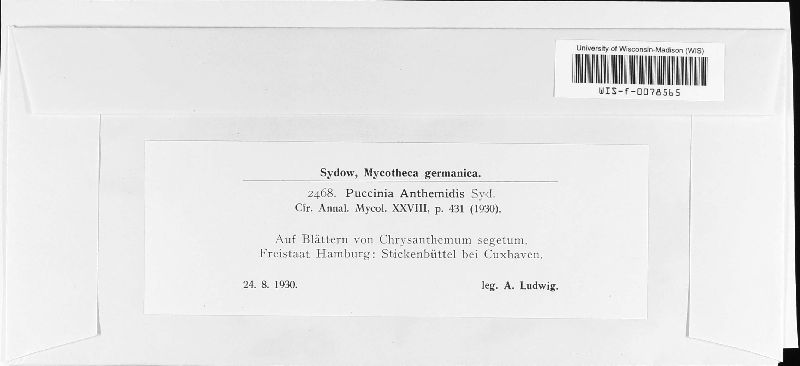 University of Wisconsin-Madison (WIS)
WIS-f-0078565
Sydow, Mycotheca germanica.
2468. Puccinia Anthemidis Syd.
Cfr. Annal. Mycol. XXVIII, p. 431 (1930).
Auf Blättern von Chrysanthemum segetum.
Freistaat Hamburg: Stickenbüttel bei Cuxhaven.
24. 8. 1930. leg. A. Ludwig.